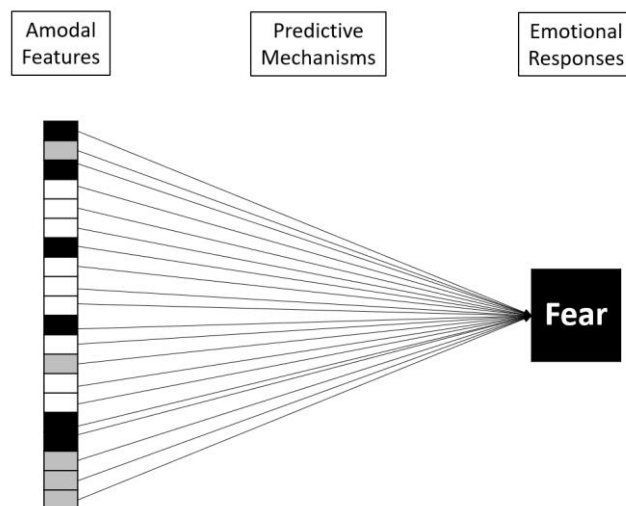 Amodal
Features
Predictive
Mechanisms
Emotional
Responses
Fear